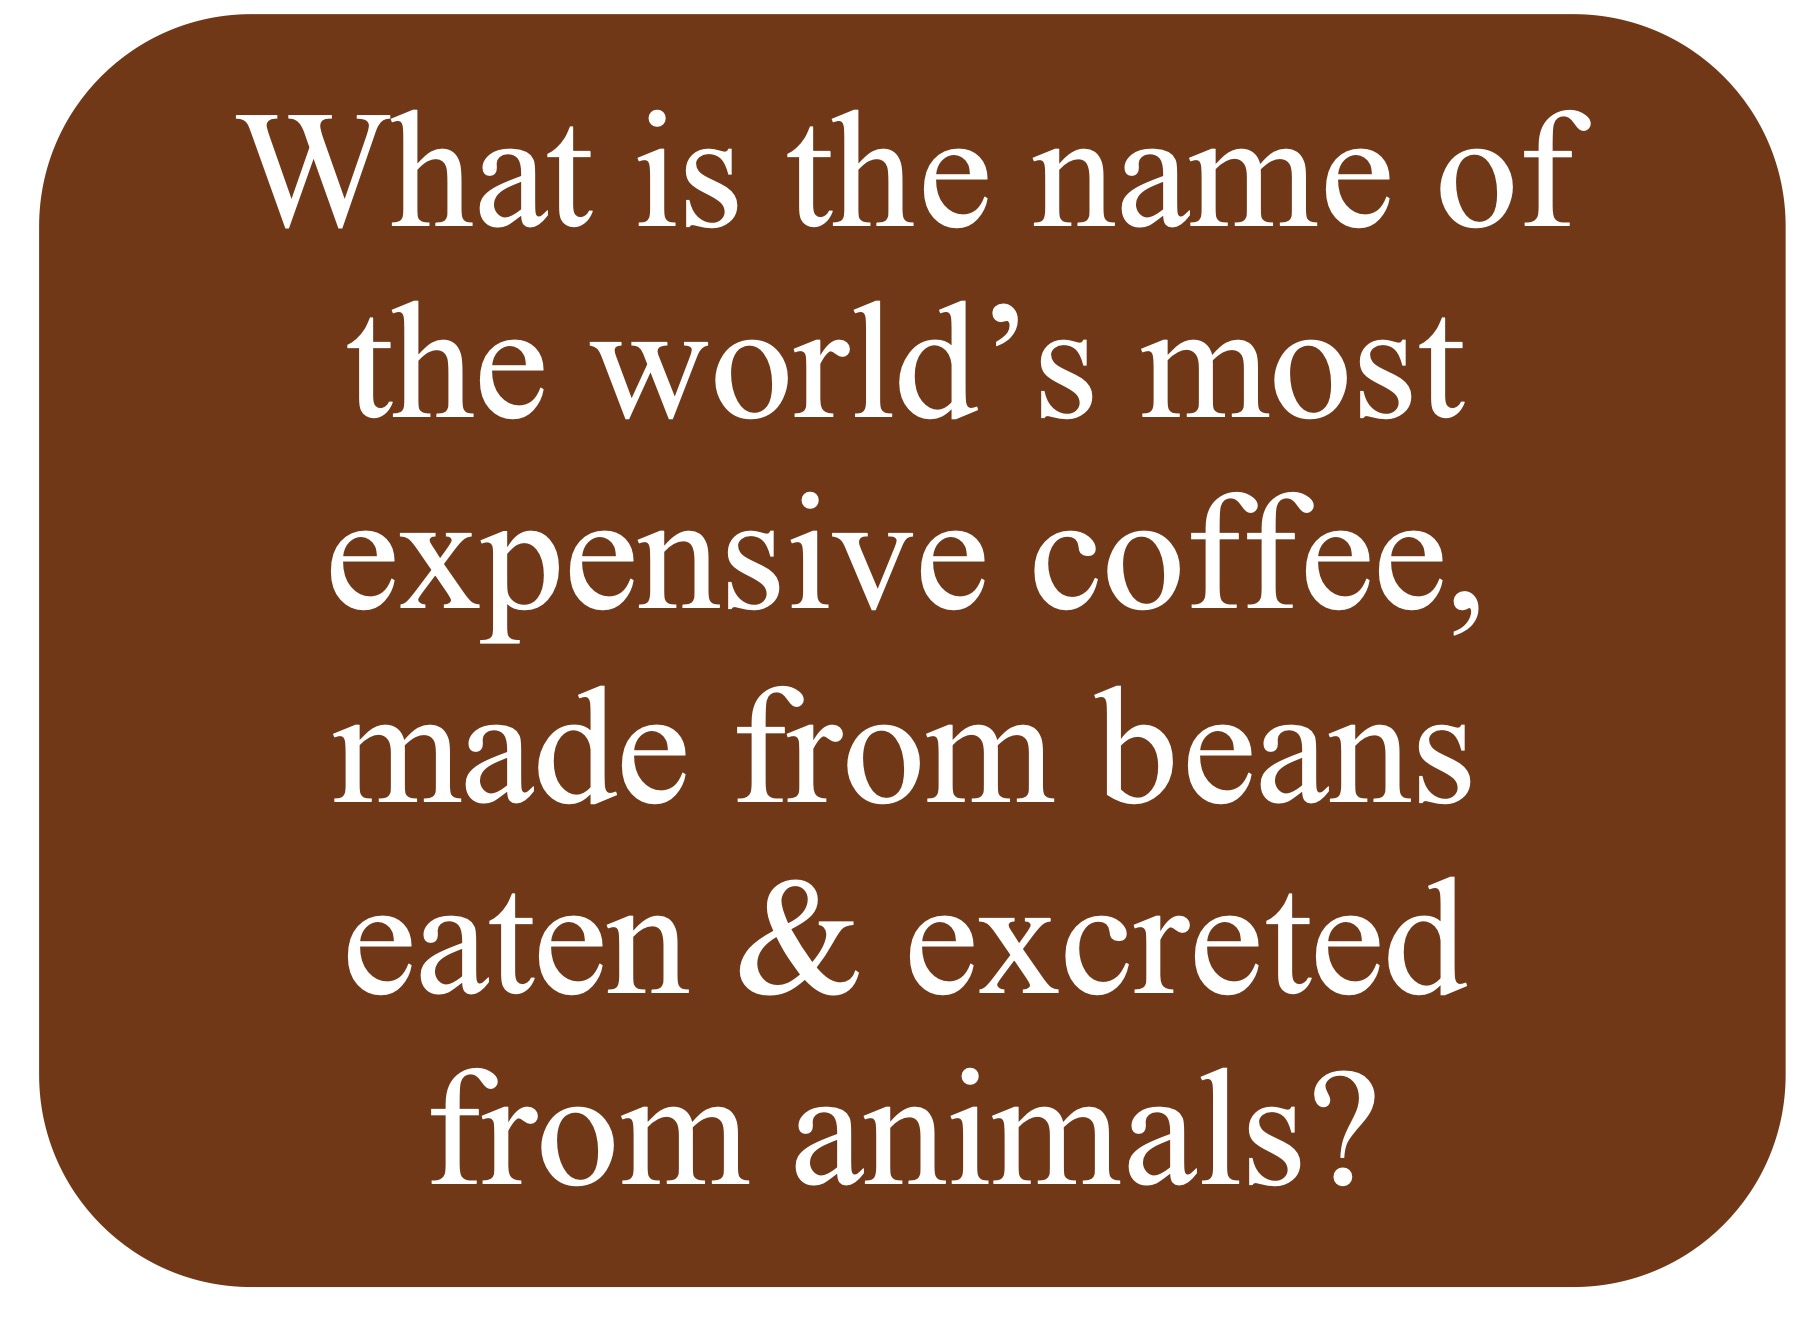 What is the name of
the world’s most
expensive coffee,
made from beans
eaten & excreted
from animals?